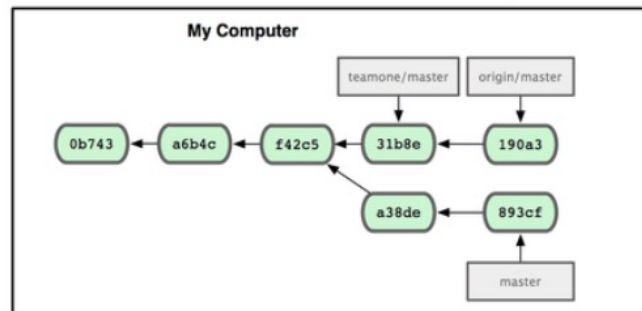 My Computer
teamone/master origin/master
0b743 a6b4c f42c5 31b8e 190a3
a38de 893cf
master